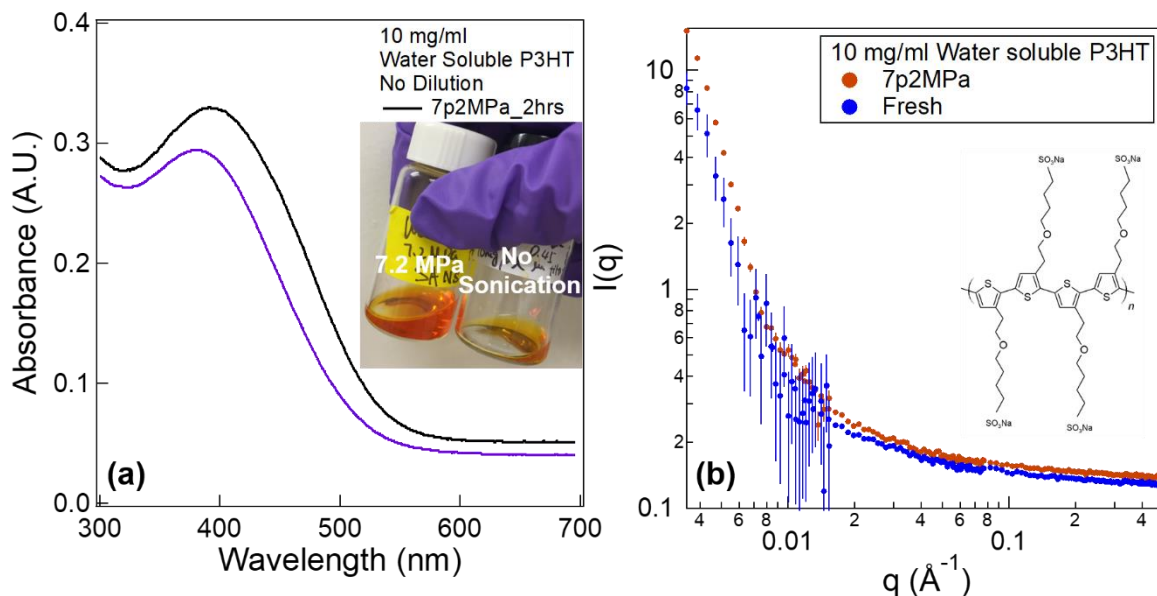 0.4
0.3
0.2
0.1
0.0
Absorbance (A.U.)
10 mg/ml
Water Soluble P3HT
No Dilution
7p2MPa_2hrs
7.2 MPa
No
Sonication
0.45
(a)
300
400
500
600
700
Wavelength (nm)
10
8
6
4
2
1
8
6
4
2
0.1
I(q)
10 mg/ml Water soluble P3HT
7p2MPa
Fresh
SO₃Na
SO₃Na
O
O
S
S
S
S
n
O
O
SO₃Na
SO₃Na
(b)
4
6
8
0.01
2
4
6
8
0.1
2
4
q (Å⁻¹)